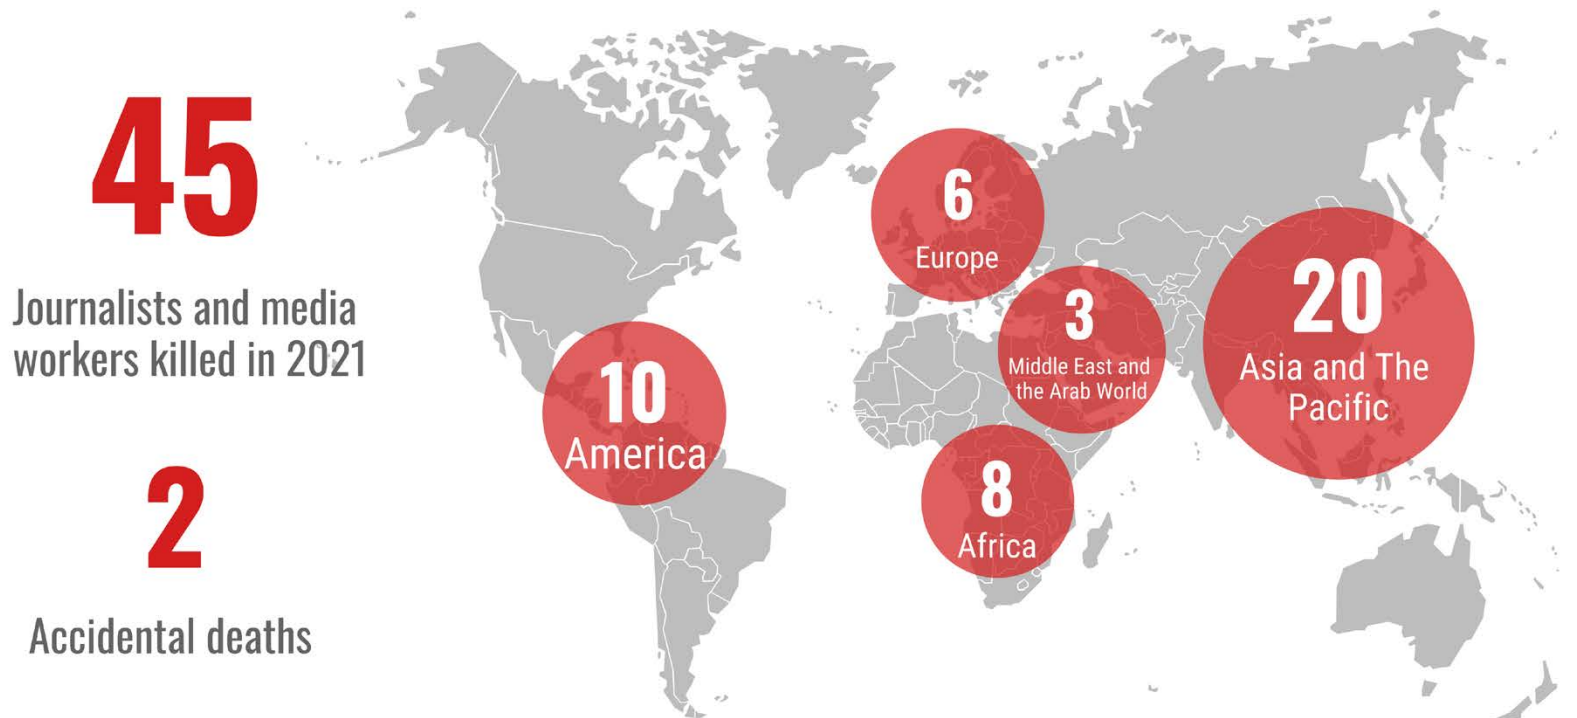 45
Journalists and media
workers killed in 2021
2
Accidental deaths
6
Europe
3
Middle East and
the Arab World
20
Asia and The
Pacific
10
America
8
Africa